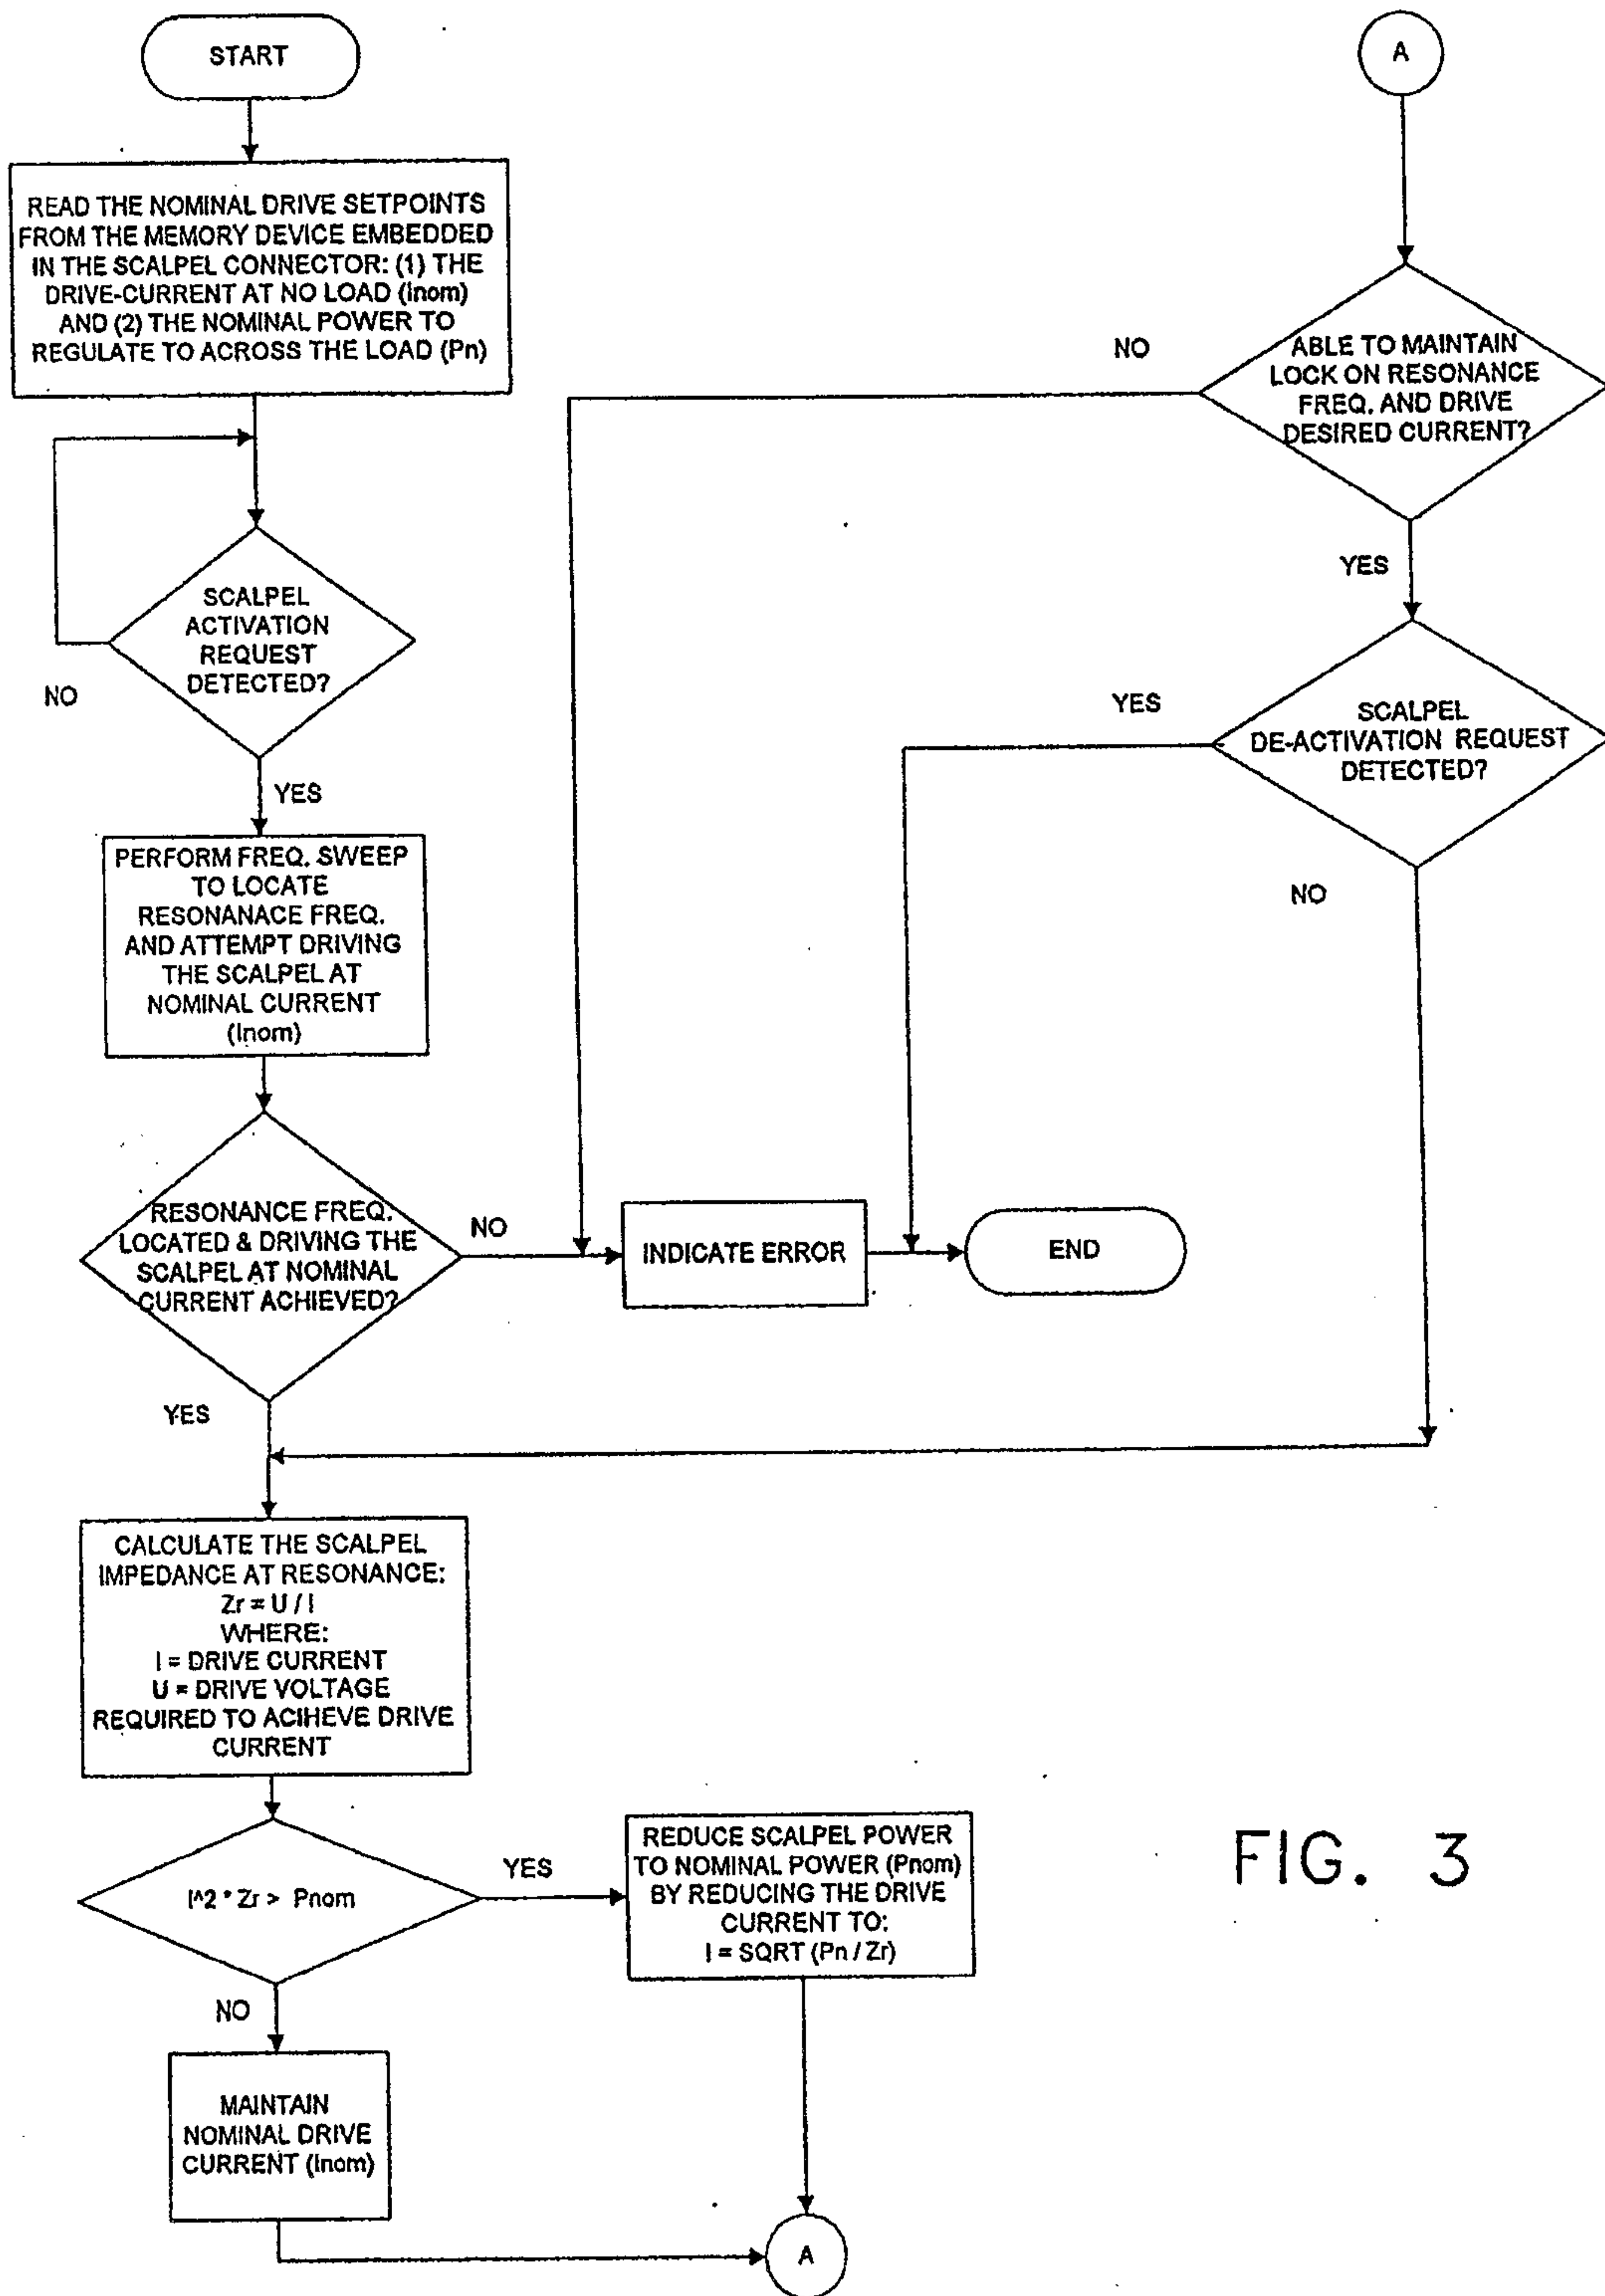 START
READ THE NOMINAL DRIVE SETPOINTS
FROM THE MEMORY DEVICE EMBEDDED
IN THE SCALPEL CONNECTOR: (1) THE
DRIVE-CURRENT AT NO LOAD (Inom)
AND (2) THE NOMINAL POWER TO
REGULATE TO ACROSS THE LOAD (Pn)
SCALPEL
ACTIVATION
REQUEST
DETECTED?
NO
YES
PERFORM FREQ. SWEEP
TO LOCATE
RESONANACE FREQ.
AND ATTEMPT DRIVING
THE SCALPEL AT
NOMINAL CURRENT
(Inom)
RESONANCE FREQ.
LOCATED & DRIVING THE
SCALPEL AT NOMINAL
CURRENT ACHIEVED?
NO
INDICATE ERROR
END
YES
CALCULATE THE SCALPEL
IMPEDANCE AT RESONANCE:
Zr = U / I
WHERE:
I = DRIVE CURRENT
U = DRIVE VOLTAGE
REQUIRED TO ACIHEVE DRIVE
CURRENT
I^2 * Zr > Pnom
YES
REDUCE SCALPEL POWER
TO NOMINAL POWER (Pnom)
BY REDUCING THE DRIVE
CURRENT TO:
I = SQRT (Pn / Zr)
NO
MAINTAIN
NOMINAL DRIVE
CURRENT (Inom)
A
A
ABLE TO MAINTAIN
LOCK ON RESONANCE
FREQ. AND DRIVE
DESIRED CURRENT?
NO
YES
SCALPEL
DE-ACTIVATION REQUEST
DETECTED?
YES
NO
FIG. 3